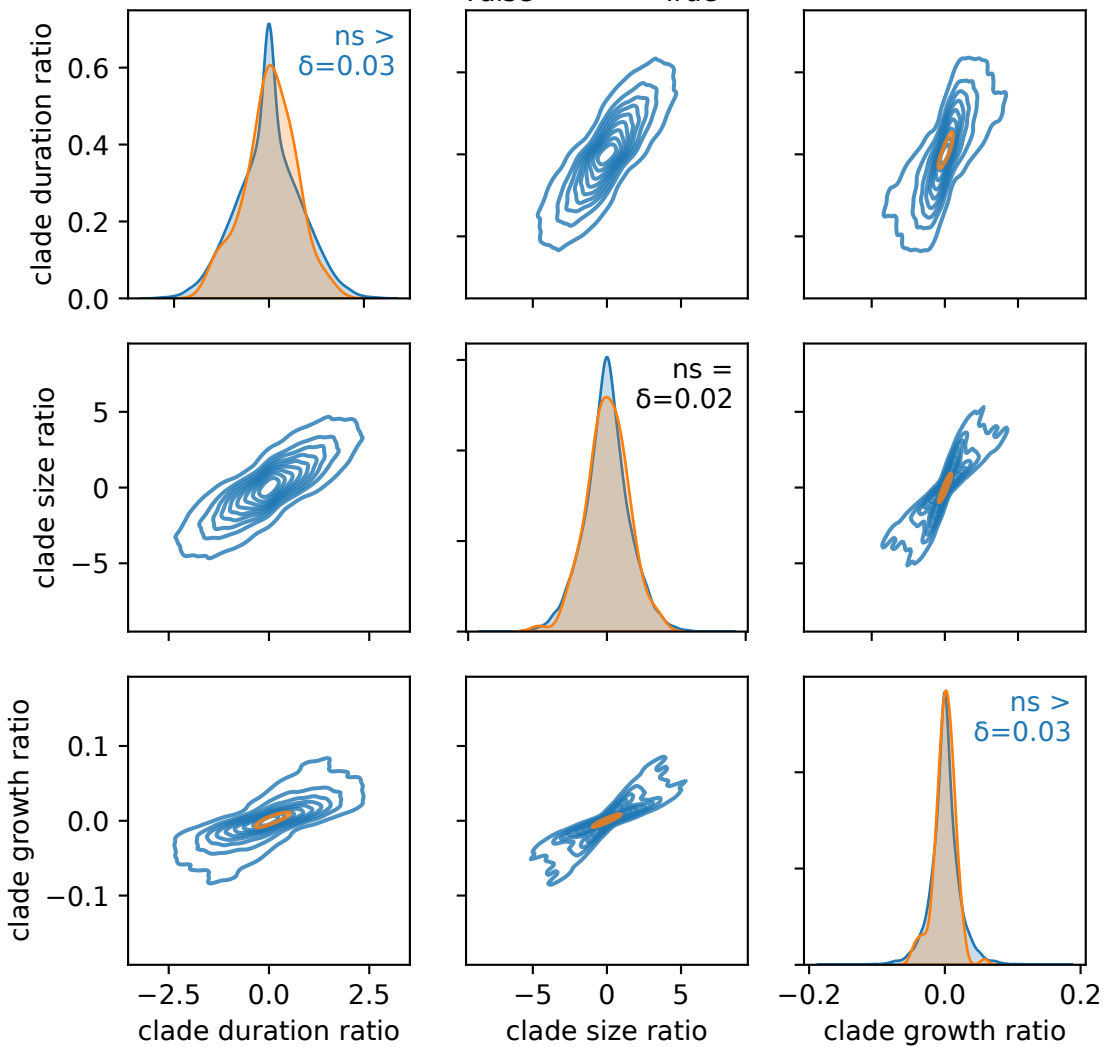 clade duration ratio
0.6
0.4
0.2
0.0
ns >
δ=0.03
clade size ratio
5
0
−5
ns =
δ=0.02
clade growth ratio
0.1
0.0
−0.1
ns >
δ=0.03
−2.5 0.0 2.5
−5 0 5
−0.2 0.0 0.2
clade duration ratio
clade size ratio
clade growth ratio